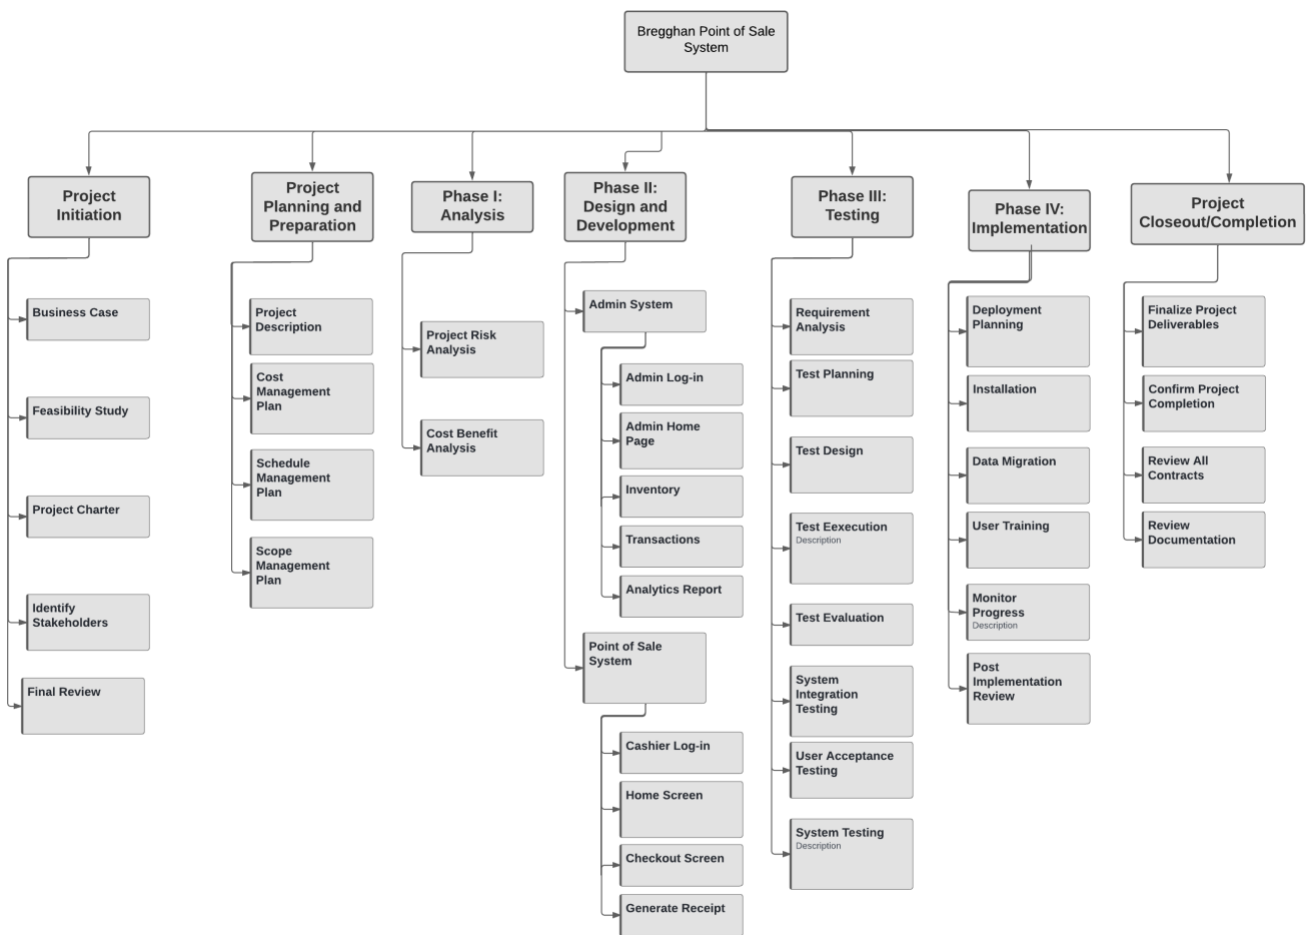 Bregghan Point of Sale
System
Project
Initiation
Business Case
Feasibility Study
Project Charter
Identify
Stakeholders
Final Review
Project
Planning and
Preparation
Project
Description
Cost
Management
Plan
Schedule
Management
Plan
Scope
Management
Plan
Phase I:
Analysis
Project Risk
Analysis
Cost Benefit
Analysis
Phase II:
Design and
Development
Admin System
Admin Log-in
Admin Home
Page
Inventory
Transactions
Analytics Report
Point of Sale
System
Cashier Log-in
Home Screen
Checkout Screen
Generate Receipt
Phase III:
Testing
Requirement
Analysis
Test Planning
Test Design
Test Eexecution
Description
Test Evaluation
System
Integration
Testing
User Acceptance
Testing
System Testing
Description
Phase IV:
Implementation
Deployment
Planning
Installation
Data Migration
User Training
Monitor
Progress
Description
Post
Implementation
Review
Project
Closeout/Completion
Finalize Project
Deliverables
Confirm Project
Completion
Review All
Contracts
Review
Documentation